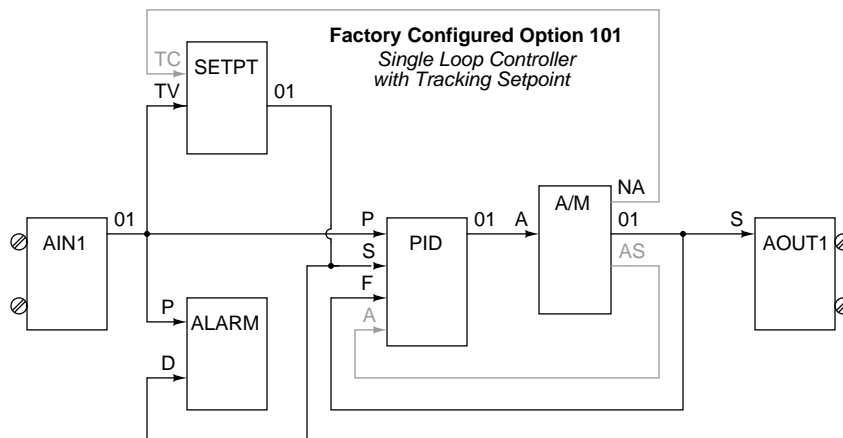 Factory Configured Option 101
Single Loop Controller
with Tracking Setpoint
TC
SETPT
TV
01
NA
A/M
01
AIN1
P
01
A
PID
01
S
AOUT1
S
AS
F
P
ALARM
A
D